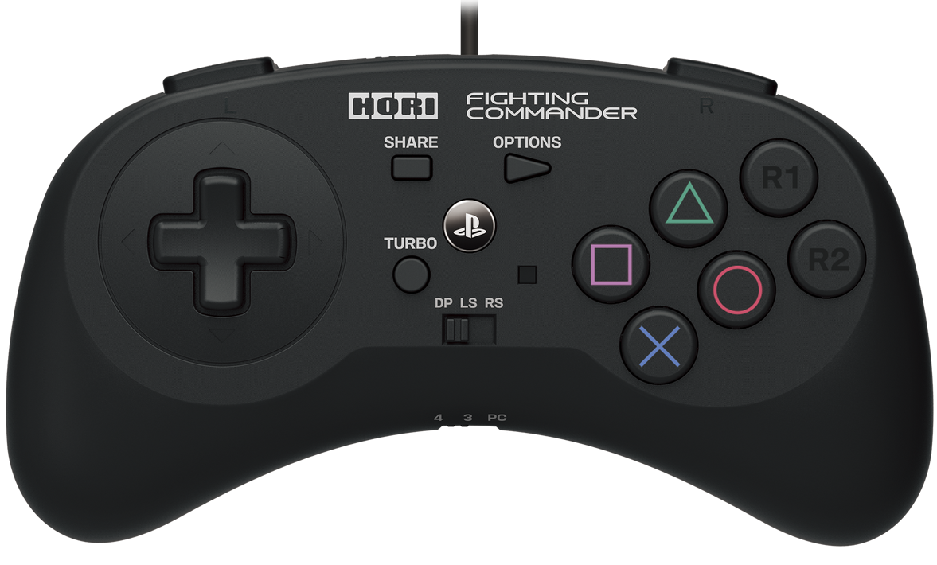 HORI FIGHTING
COMMANDER
L
R
SHARE OPTIONS
R1
TURBO
R2
DP LS RS
4 3 PC